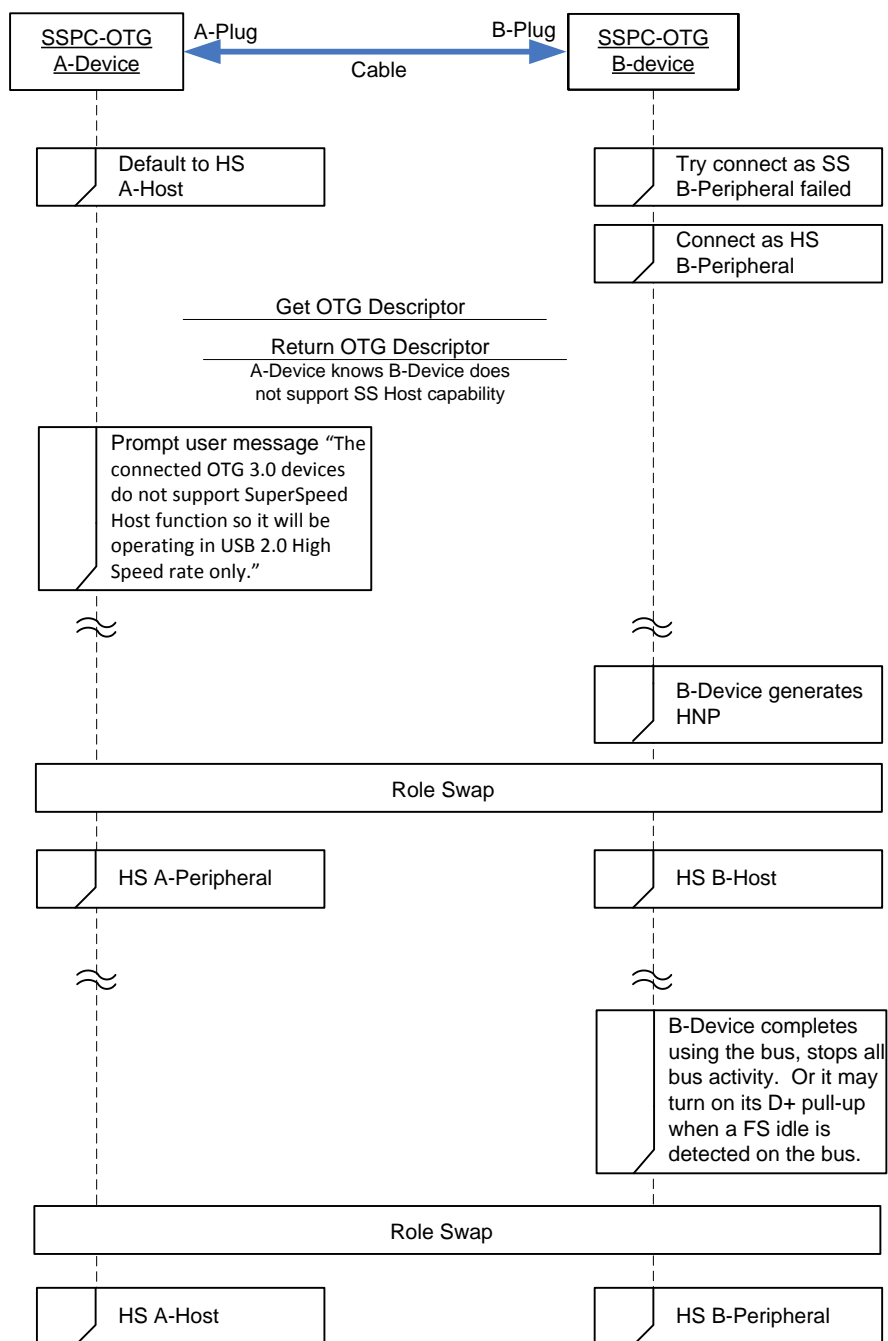 SSPC-OTG
A-Device
A-Plug
B-Plug
Cable
SSPC-OTG
B-device
Default to HS
A-Host
Try connect as SS
B-Peripheral failed
Connect as HS
B-Peripheral
Get OTG Descriptor
Return OTG Descriptor
A-Device knows B-Device does
not support SS Host capability
Prompt user message “The
connected OTG 3.0 devices
do not support SuperSpeed
Host function so it will be
operating in USB 2.0 High
Speed rate only.”
B-Device generates
HNP
Role Swap
HS A-Peripheral
HS B-Host
B-Device completes
using the bus, stops all
bus activity. Or it may
turn on its D+ pull-up
when a FS idle is
detected on the bus.
Role Swap
HS A-Host
HS B-Peripheral